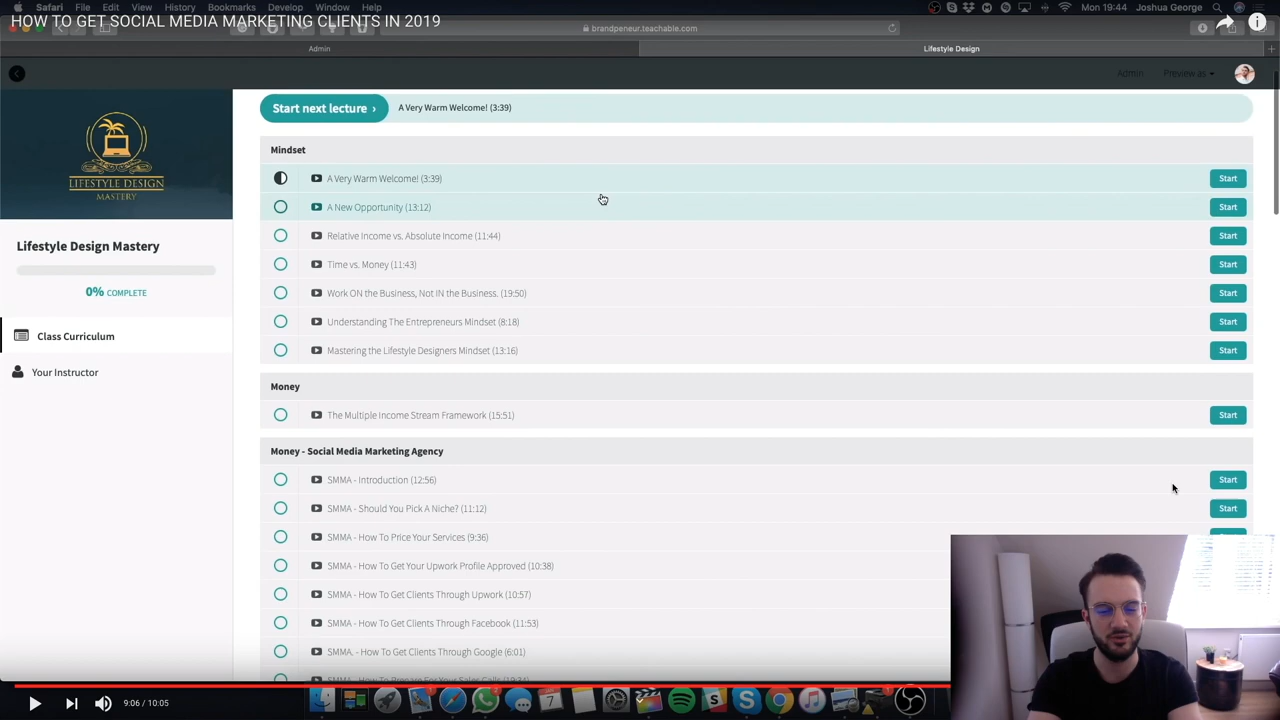 Safari File Edit View History Bookmarks Develop Window Help Mon 19:44 Joshua George
HOW TO GET SOCIAL MEDIA MARKETING CLIENTS IN 2019
brandpeneur.teachable.com
Admin Lifestyle Design
Admin Preview as
Start next lecture › A Very Warm Welcome! (3:39)
LIFESTYLE DESIGN
MASTERY
Lifestyle Design Mastery
0% COMPLETE
Class Curriculum
Your Instructor
Mindset
A Very Warm Welcome! (3:39) Start
A New Opportunity (13:12) Start
Relative Income vs. Absolute Income (11:44) Start
Time vs. Money (11:43) Start
Work ON the Business, Not IN the Business. (19:50) Start
Understanding The Entrepreneurs Mindset (8:18) Start
Mastering the Lifestyle Designers Mindset (13:16) Start
Money
The Multiple Income Stream Framework (15:51) Start
Money - Social Media Marketing Agency
SMMA - Introduction (12:56) Start
SMMA - Should You Pick A Niche? (11:12) Start
SMMA - How To Price Your Services (9:36)
SMMA - How To Get Your Upwork Profile Approved (10:38)
SMMA - How To Get Clients Through Upwork (10:57)
SMMA - How To Get Clients Through Facebook (11:53)
SMMA. - How To Get Clients Through Google (6:01)
9:06 / 10:05